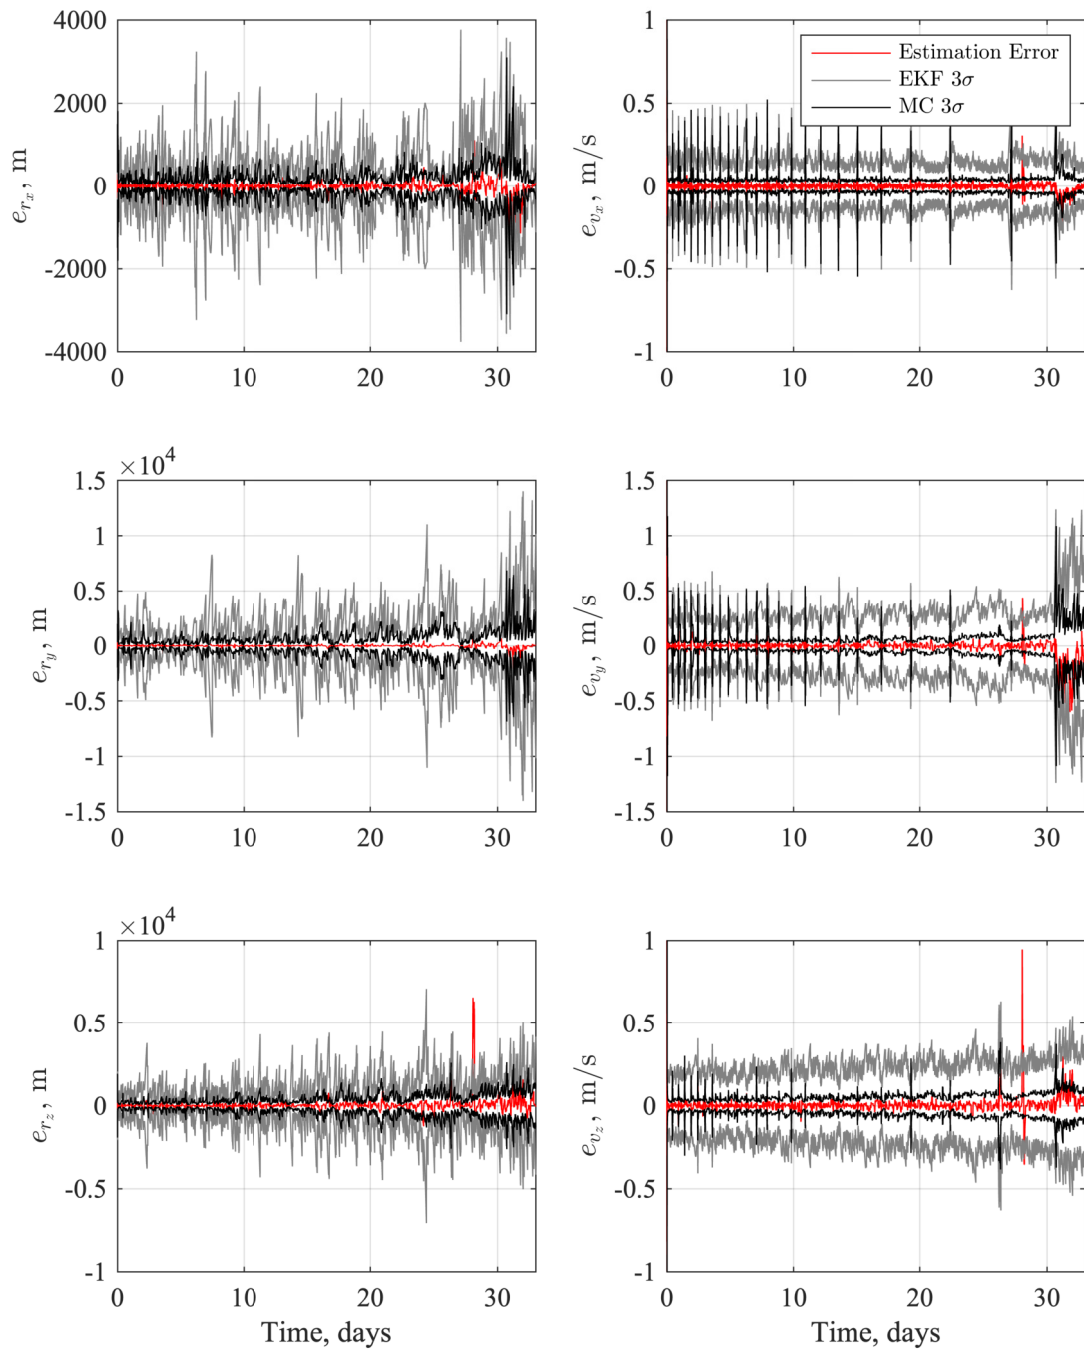 4000
2000
0
-2000
-4000
0 10 20 30
e_{r_x}, m
1
0.5
0
-0.5
-1
0 10 20 30
e_{v_x}, m/s
Estimation Error
EKF 3σ
MC 3σ
×10^4
1.5
1
0.5
0
-0.5
-1
-1.5
0 10 20 30
e_{r_y}, m
1.5
1
0.5
0
-0.5
-1
-1.5
0 10 20 30
e_{v_y}, m/s
×10^4
1
0.5
0
-0.5
-1
0 10 20 30
e_{r_z}, m
Time, days
1
0.5
0
-0.5
-1
0 10 20 30
e_{v_z}, m/s
Time, days